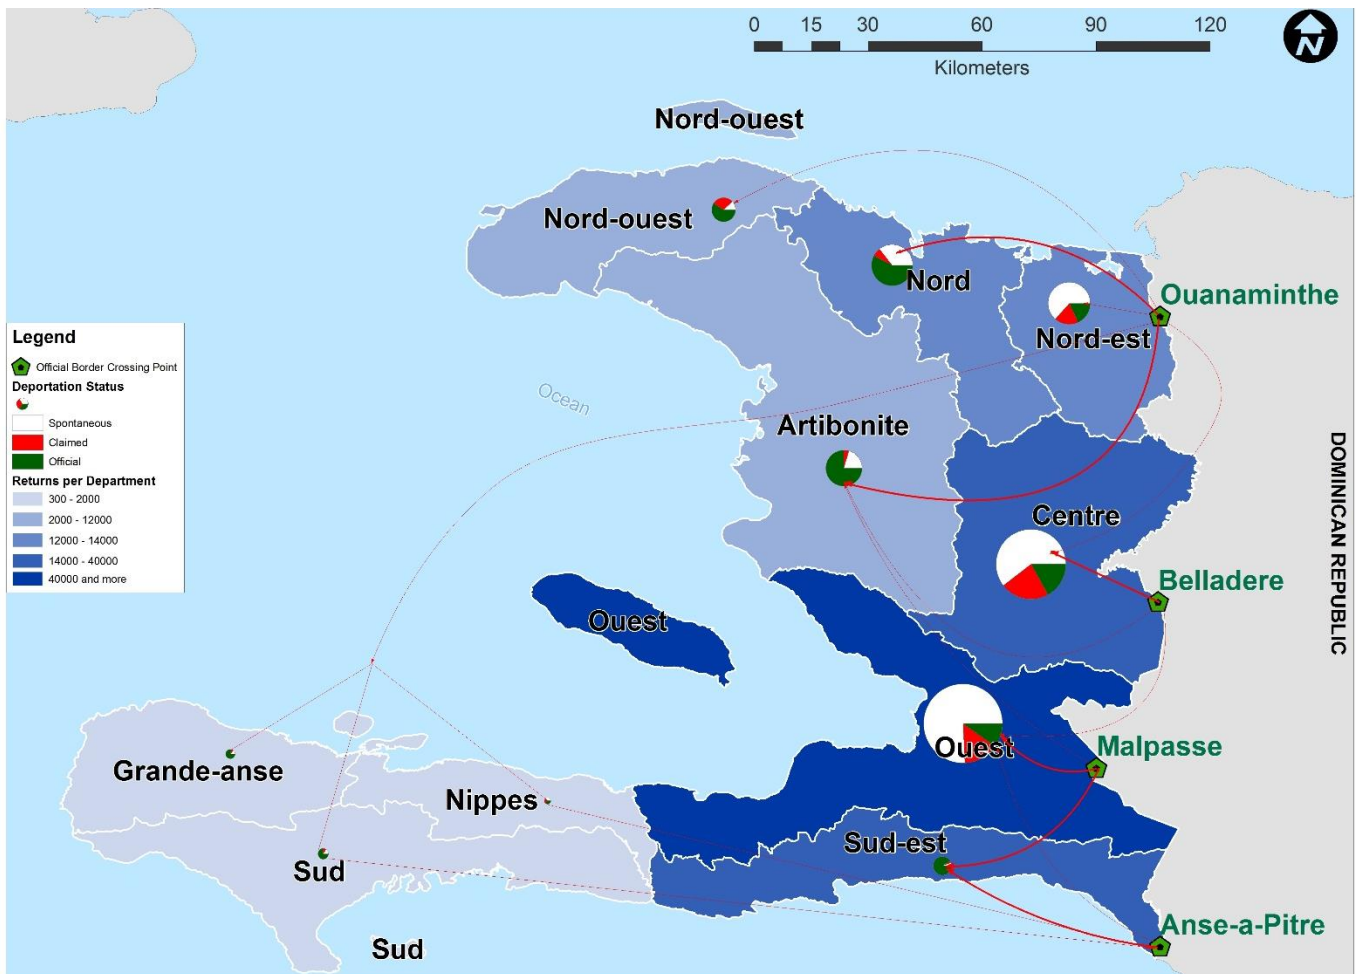 0 15 30 60 90 120
Kilometers
N
Nord-ouest
Nord-ouest
Nord
Ouanaminthe
Nord-est
Legend
Official Border Crossing Point
Deportation Status
Spontaneous
Claimed
Official
Returns per Department
300 - 2000
2000 - 12000
12000 - 14000
14000 - 40000
40000 and more
Ocean
Artibonite
DOMINICAN REPUBLIC
Centre
Belladere
Ouest
Ouest
Malpasse
Grande-anse
Nippes
Sud-est
Sud
Anse-a-Pitre
Sud